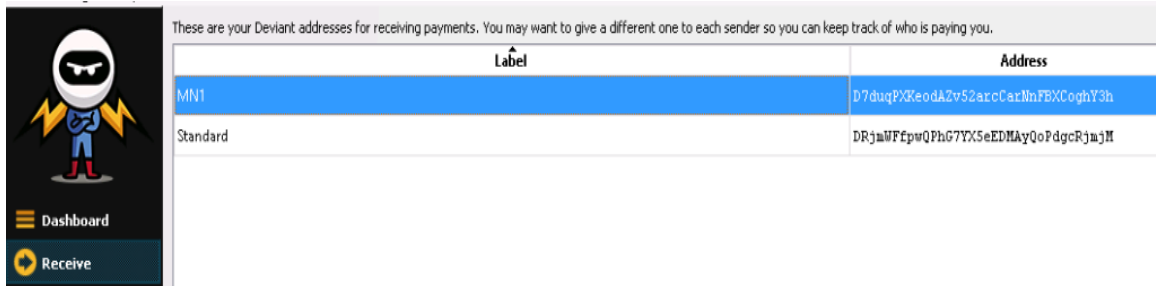 These are your Deviant addresses for receiving payments. You may want to give a different one to each sender so you can keep track of who is paying you.
Label Address
MN1 D7duqPXKeodAZv52arcCarNnFBXCoghY3h
Standard DRjmWFfpwQPhG7YX5eEDMAyQoPdgcRjmjM
Dashboard
Receive